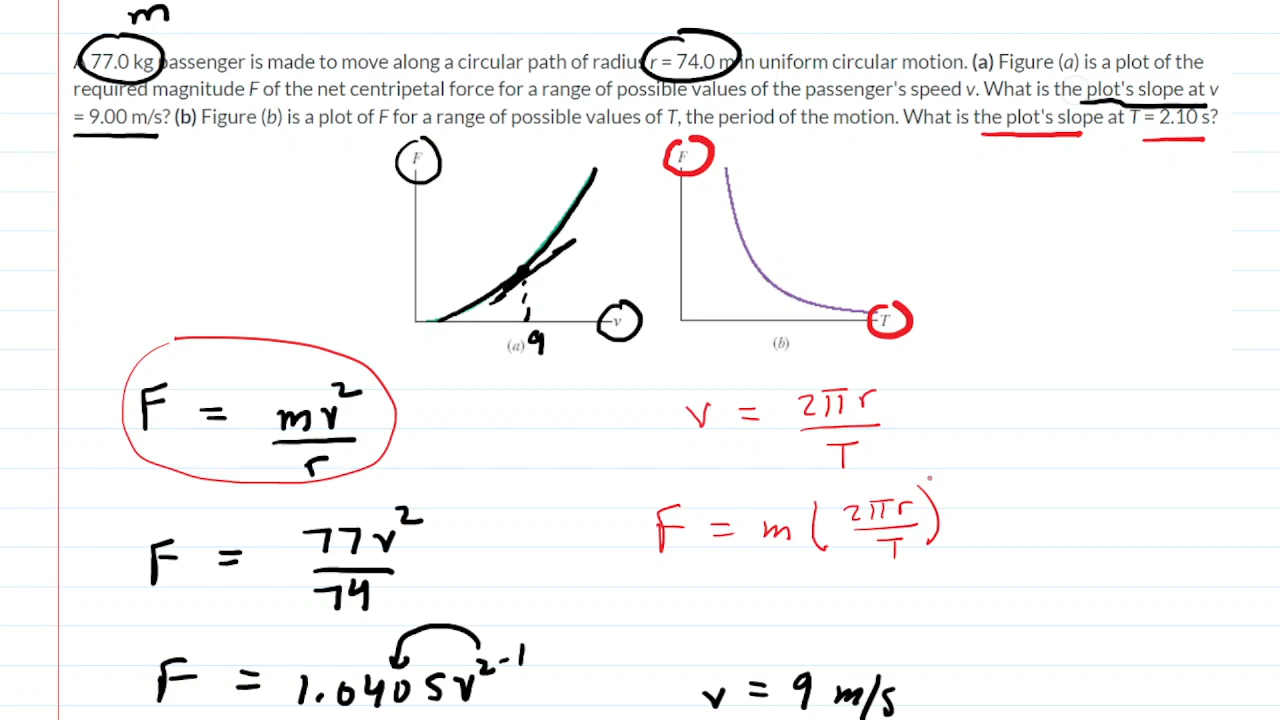 m
A 77.0 kg passenger is made to move along a circular path of radius r = 74.0 m in uniform circular motion. (a) Figure (a) is a plot of the
required magnitude F of the net centripetal force for a range of possible values of the passenger's speed v. What is the plot's slope at v
= 9.00 m/s? (b) Figure (b) is a plot of F for a range of possible values of T, the period of the motion. What is the plot's slope at T = 2.10 s?
F
F
v
T
(a) 9
(b)
F = mv²/r
v = 2πr/T
F = m(2πr/T)
F = 77v²/74
F = 1.0405v²⁻¹
v = 9 m/s